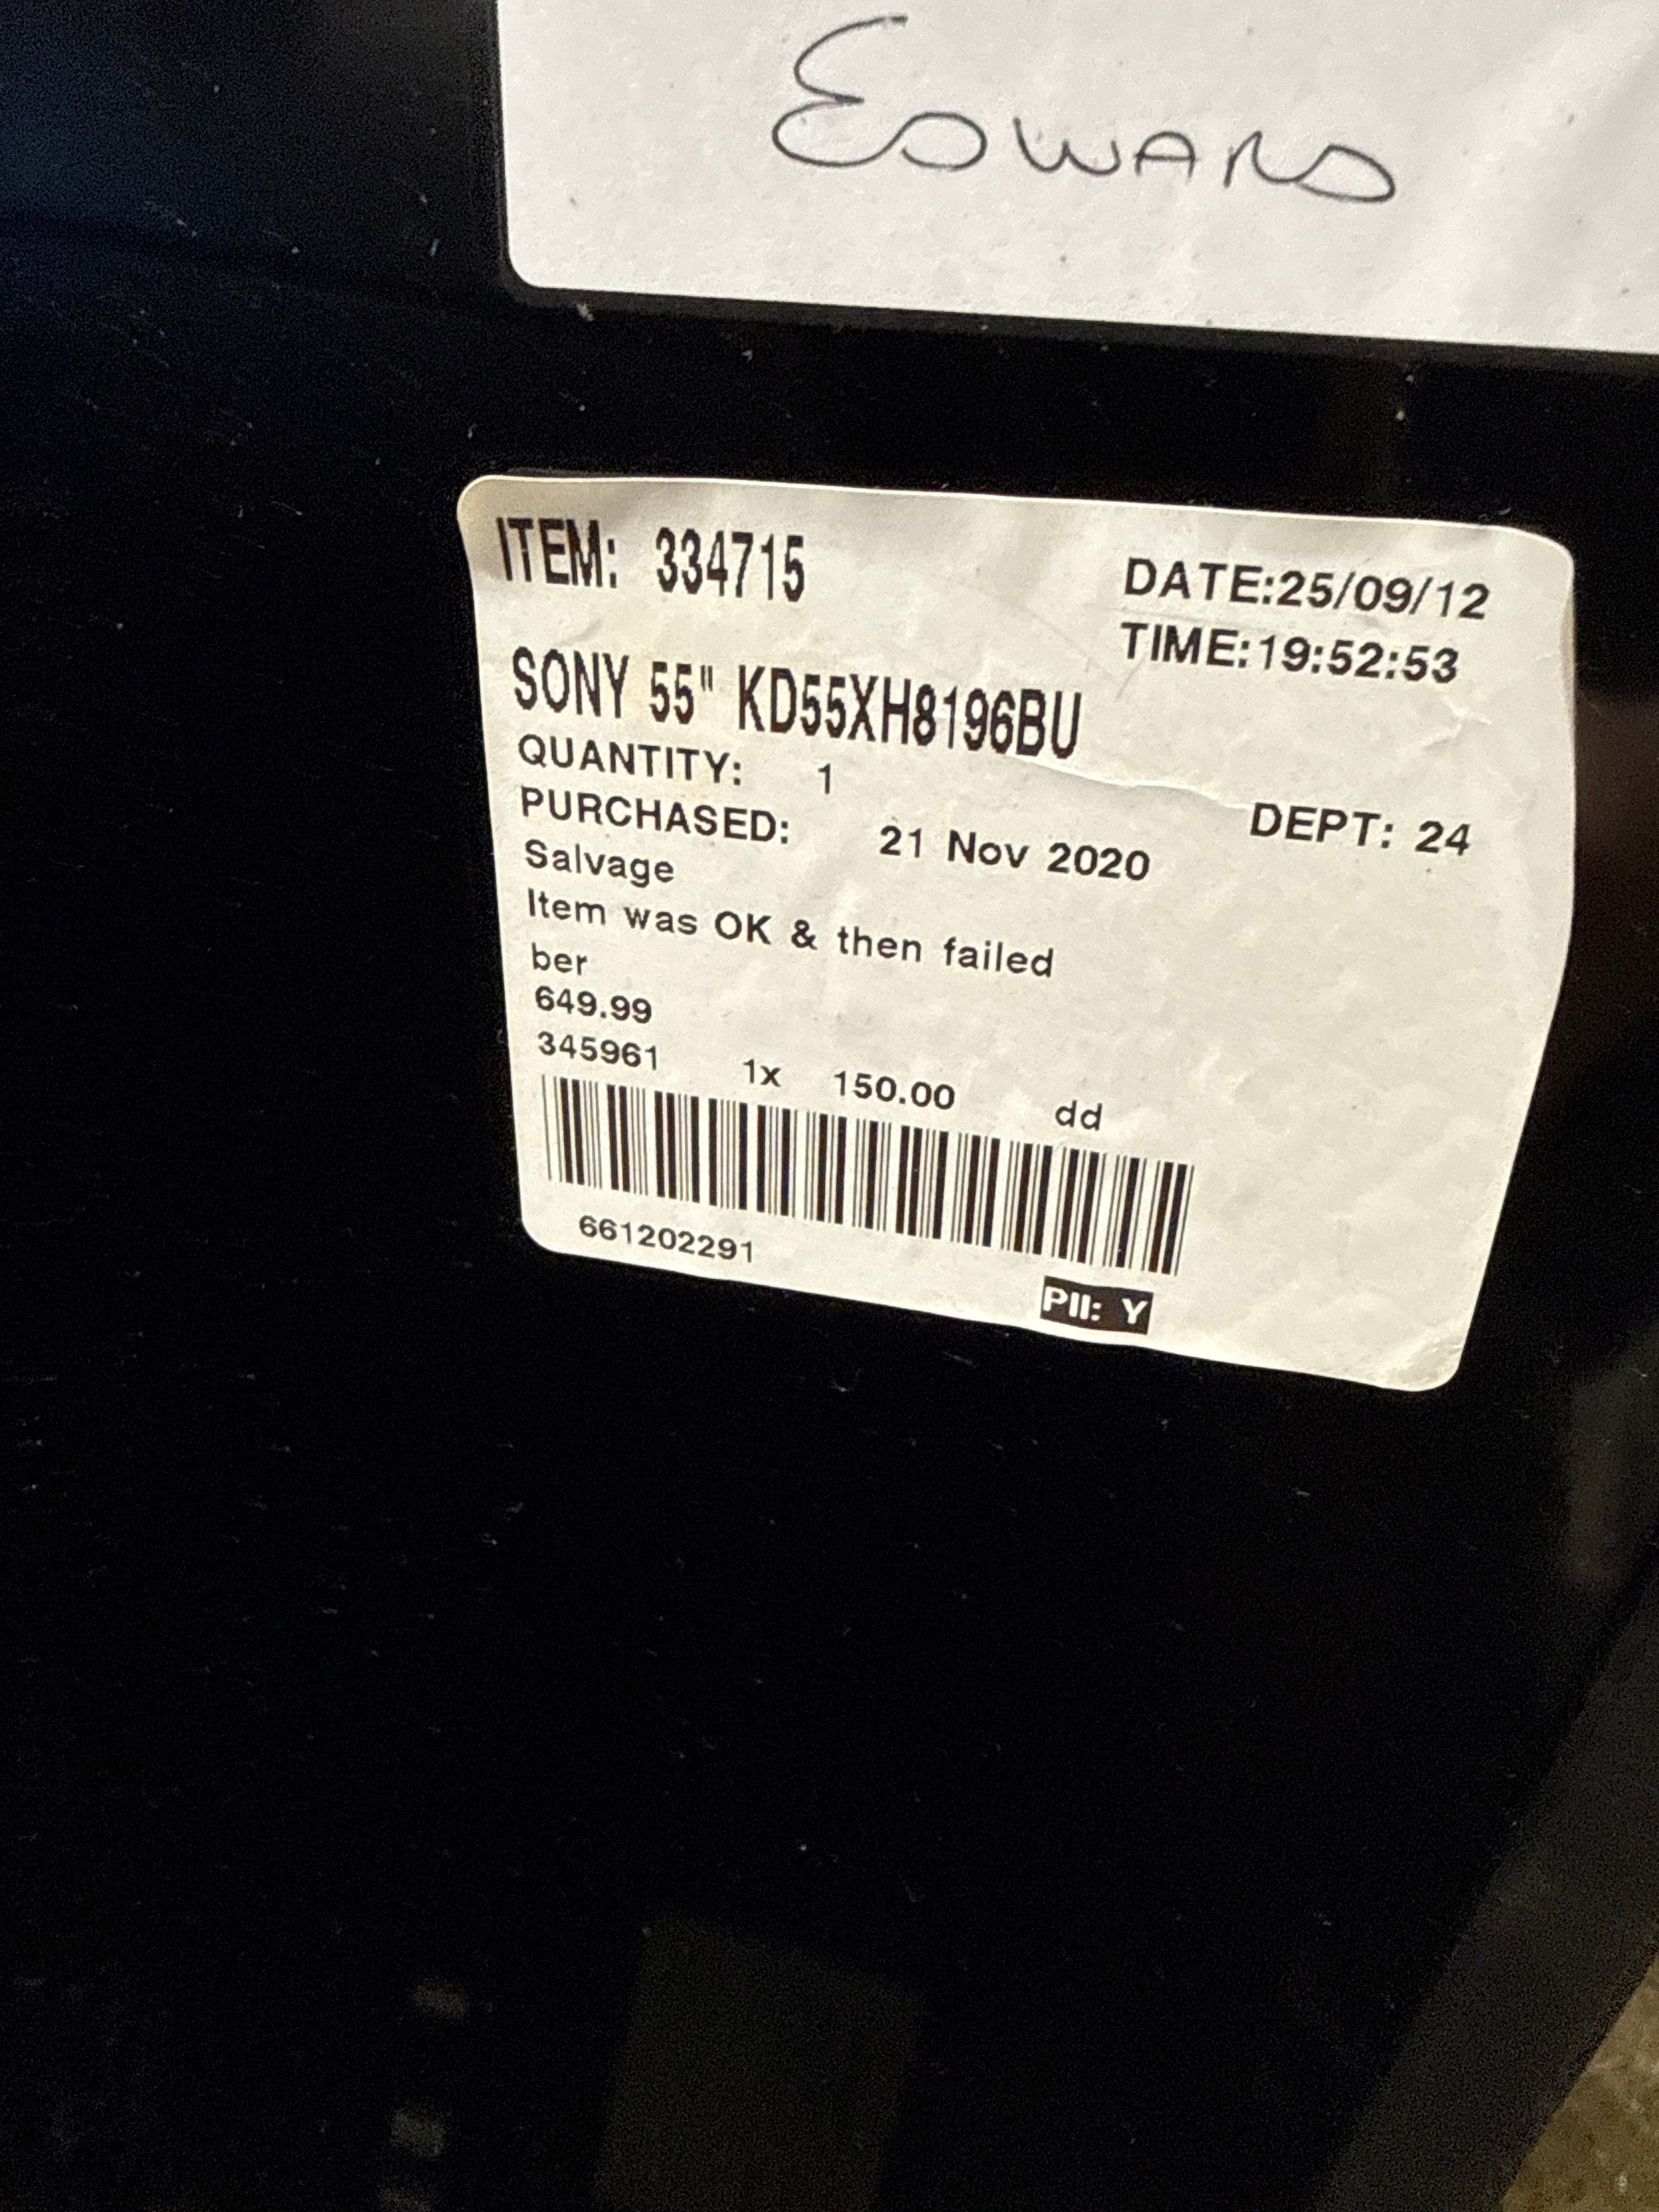 EDWARD
ITEM: 334715
DATE:25/09/12
TIME:19:52:53
SONY 55" KD55XH8196BU
QUANTITY: 1
DEPT: 24
PURCHASED: 21 Nov 2020
Salvage
Item was OK & then failed
ber
649.99
345961 1x 150.00 dd
661202291
PII: Y